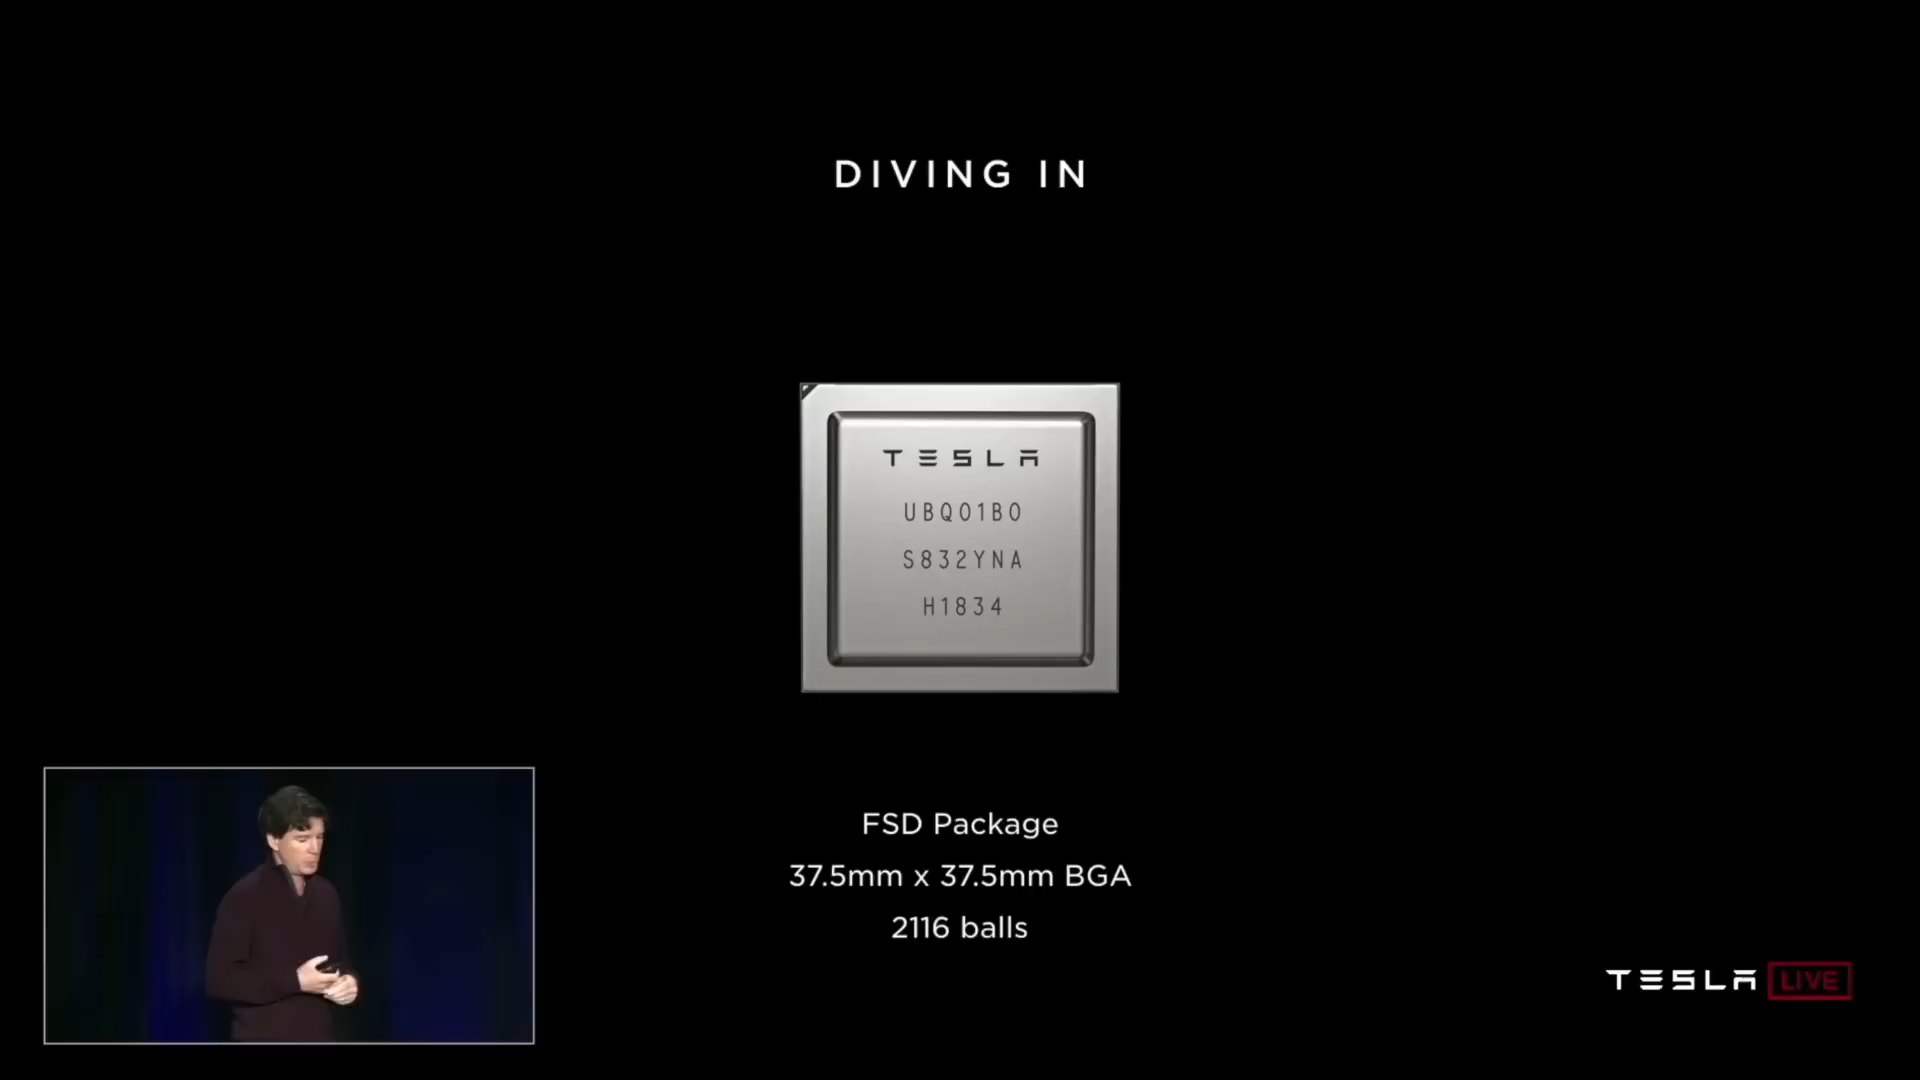 DIVING IN
TESLA
UBQ01B0
S832YNA
H1834
FSD Package
37.5mm x 37.5mm BGA
2116 balls
TESLA LIVE